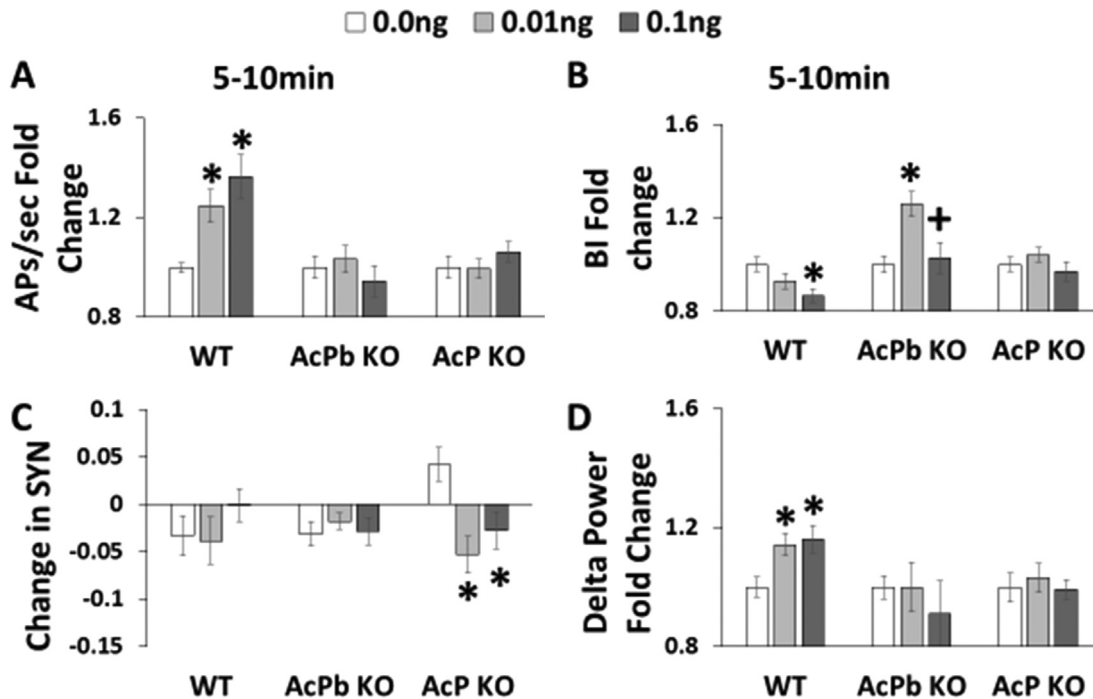 0.0ng 0.01ng 0.1ng
A 5-10min
APs/sec Fold
Change
1.6
1.2
0.8
* *
WT AcPb KO AcP KO
B 5-10min
BI Fold
change
1.6
1.2
0.8
* * +
WT AcPb KO AcP KO
C
Change in SYN
0.1
0.05
0
-0.05
-0.1
-0.15
* *
WT AcPb KO AcP KO
D
Delta Power
Fold Change
1.6
1.2
0.8
* *
WT AcPb KO AcP KO